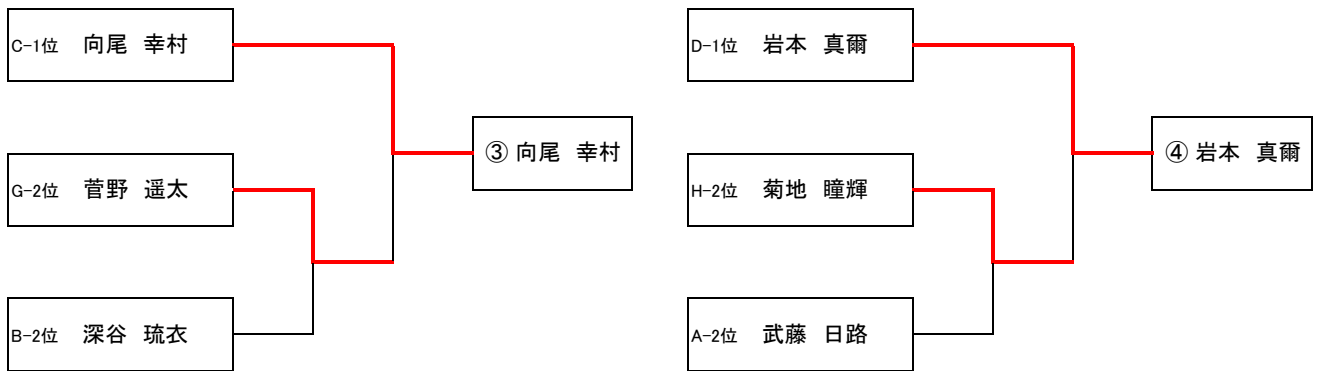 C-1位 向尾 幸村
③ 向尾 幸村
G-2位 菅野 遥太
B-2位 深谷 琉衣
D-1位 岩本 真爾
④ 岩本 真爾
H-2位 菊地 瞳輝
A-2位 武藤 日路